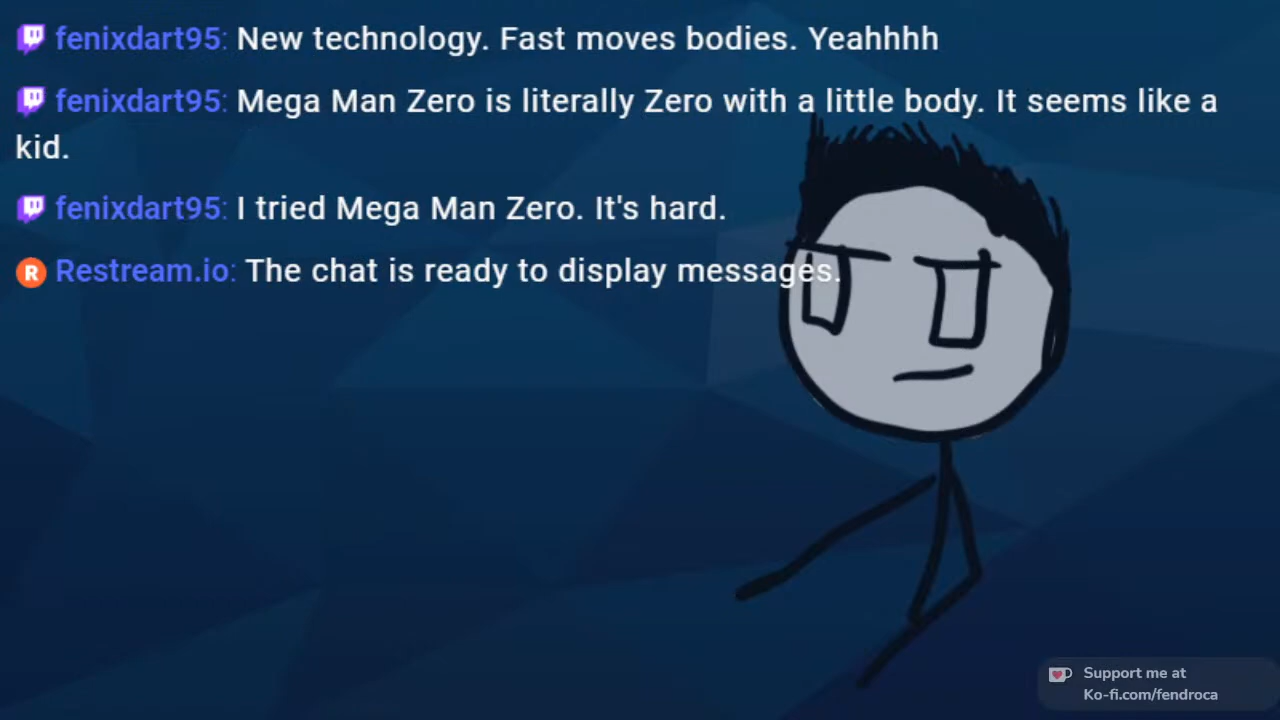 fenixdart95: New technology. Fast moves bodies. Yeahhhh
fenixdart95: Mega Man Zero is literally Zero with a little body. It seems like a
kid.
fenixdart95: I tried Mega Man Zero. It's hard.
R Restream.io: The chat is ready to display messages.
Support me at
Ko-fi.com/fendroca